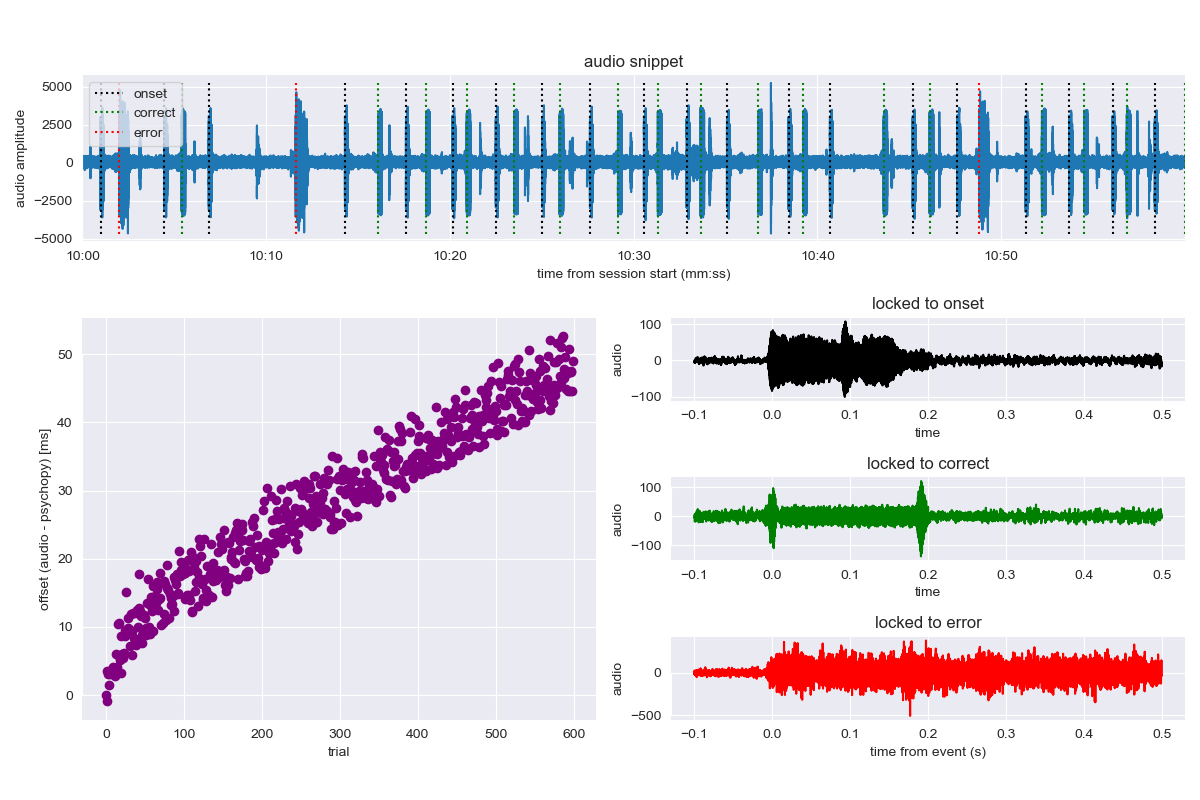 audio snippet
audio amplitude
5000
2500
0
−2500
−5000
onset
correct
error
10:00 10:10 10:20 10:30 10:40 10:50
time from session start (mm:ss)
offset (audio - psychopy) [ms]
50
40
30
20
10
0
0 100 200 300 400 500 600
trial
locked to onset
audio
100
0
−100
−0.1 0.0 0.1 0.2 0.3 0.4 0.5
time
locked to correct
audio
100
0
−100
−0.1 0.0 0.1 0.2 0.3 0.4 0.5
time
locked to error
audio
0
−500
−0.1 0.0 0.1 0.2 0.3 0.4 0.5
time from event (s)